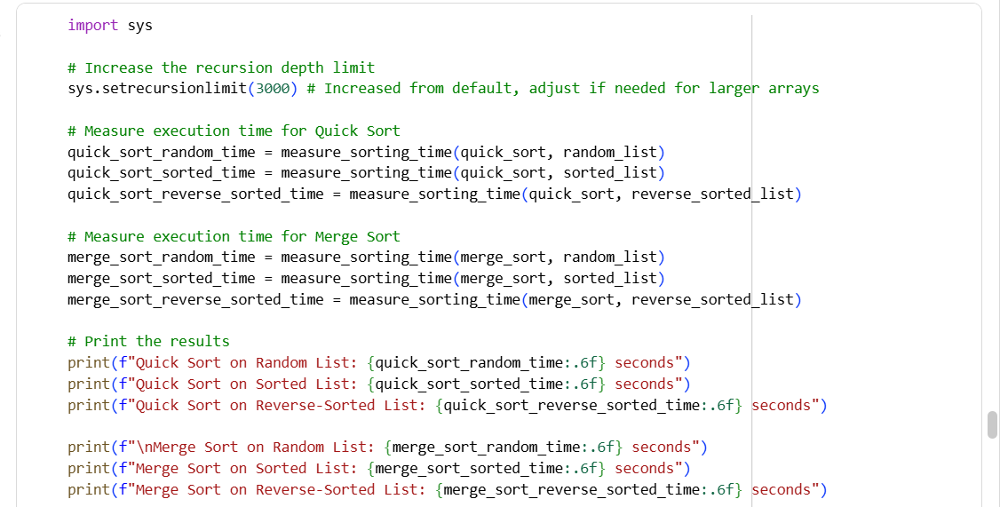 import sys
# Increase the recursion depth limit
sys.setrecursionlimit(3000) # Increased from default, adjust if needed for larger arrays
# Measure execution time for Quick Sort
quick_sort_random_time = measure_sorting_time(quick_sort, random_list)
quick_sort_sorted_time = measure_sorting_time(quick_sort, sorted_list)
quick_sort_reverse_sorted_time = measure_sorting_time(quick_sort, reverse_sorted_list)
# Measure execution time for Merge Sort
merge_sort_random_time = measure_sorting_time(merge_sort, random_list)
merge_sort_sorted_time = measure_sorting_time(merge_sort, sorted_list)
merge_sort_reverse_sorted_time = measure_sorting_time(merge_sort, reverse_sorted_list)
# Print the results
print(f"Quick Sort on Random List: {quick_sort_random_time:.6f} seconds")
print(f"Quick Sort on Sorted List: {quick_sort_sorted_time:.6f} seconds")
print(f"Quick Sort on Reverse-Sorted List: {quick_sort_reverse_sorted_time:.6f} seconds")
print(f"\nMerge Sort on Random List: {merge_sort_random_time:.6f} seconds")
print(f"Merge Sort on Sorted List: {merge_sort_sorted_time:.6f} seconds")
print(f"Merge Sort on Reverse-Sorted List: {merge_sort_reverse_sorted_time:.6f} seconds")